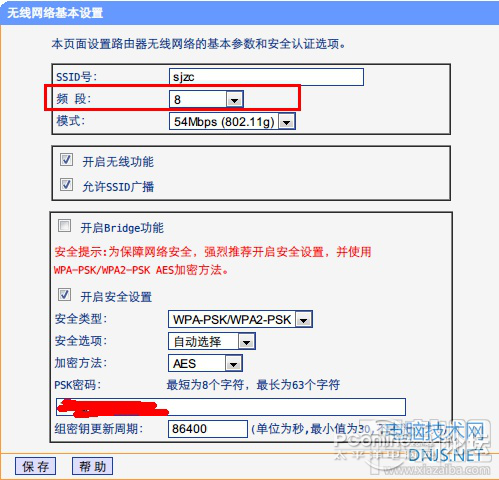 无线网络基本设置
本页面设置路由器无线网络的基本参数和安全认证选项。
SSID号: sjzc
频 段: 8
模式: 54Mbps (802.11g)
开启无线功能
允许SSID广播
开启Bridge功能
安全提示:为保障网络安全,强烈推荐开启安全设置,并使用
WPA-PSK/WPA2-PSK AES加密方法。
开启安全设置
安全类型: WPA-PSK/WPA2-PSK
安全选项: 自动选择
加密方法: AES
PSK密码: 最短为8个字符,最长为63个字符
组密钥更新周期: 86400 (单位为秒,最小值为30,
电脑技术网
DNJS.NET
www.xinzaiba.com
保 存 帮 助